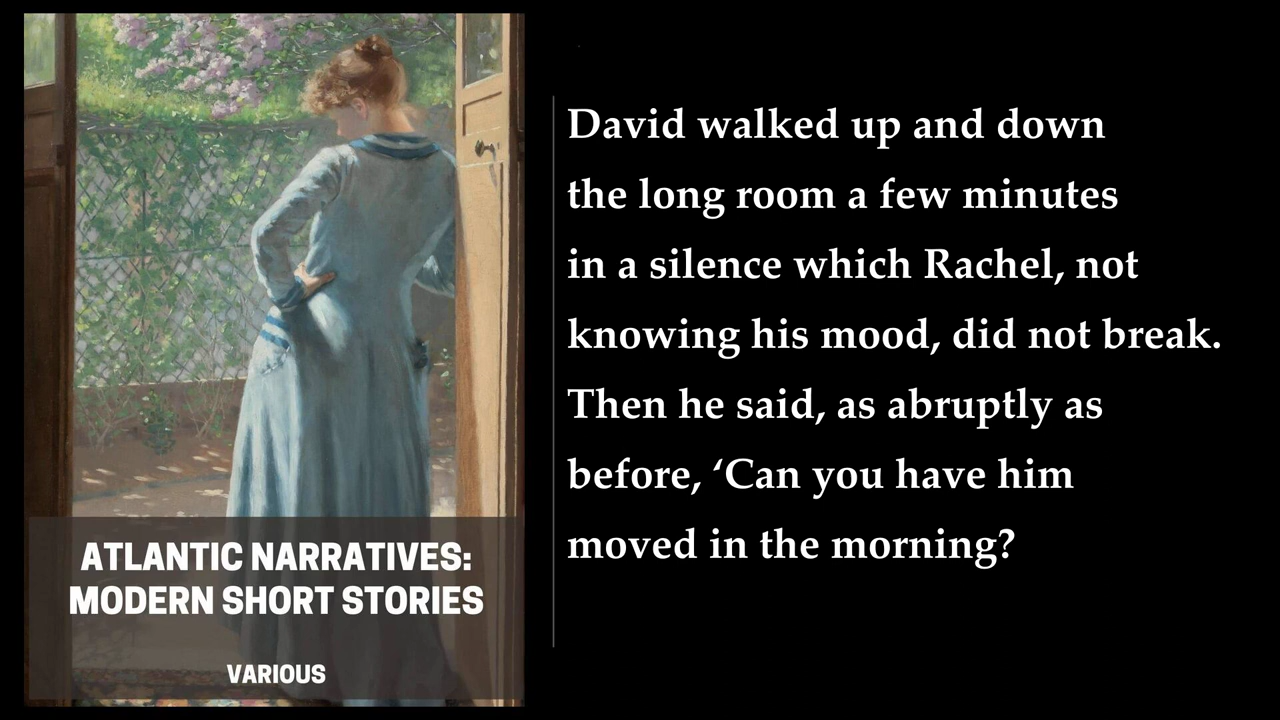 ATLANTIC NARRATIVES:
MODERN SHORT STORIES
VARIOUS
David walked up and down
the long room a few minutes
in a silence which Rachel, not
knowing his mood, did not break.
Then he said, as abruptly as
before, ‘Can you have him
moved in the morning?